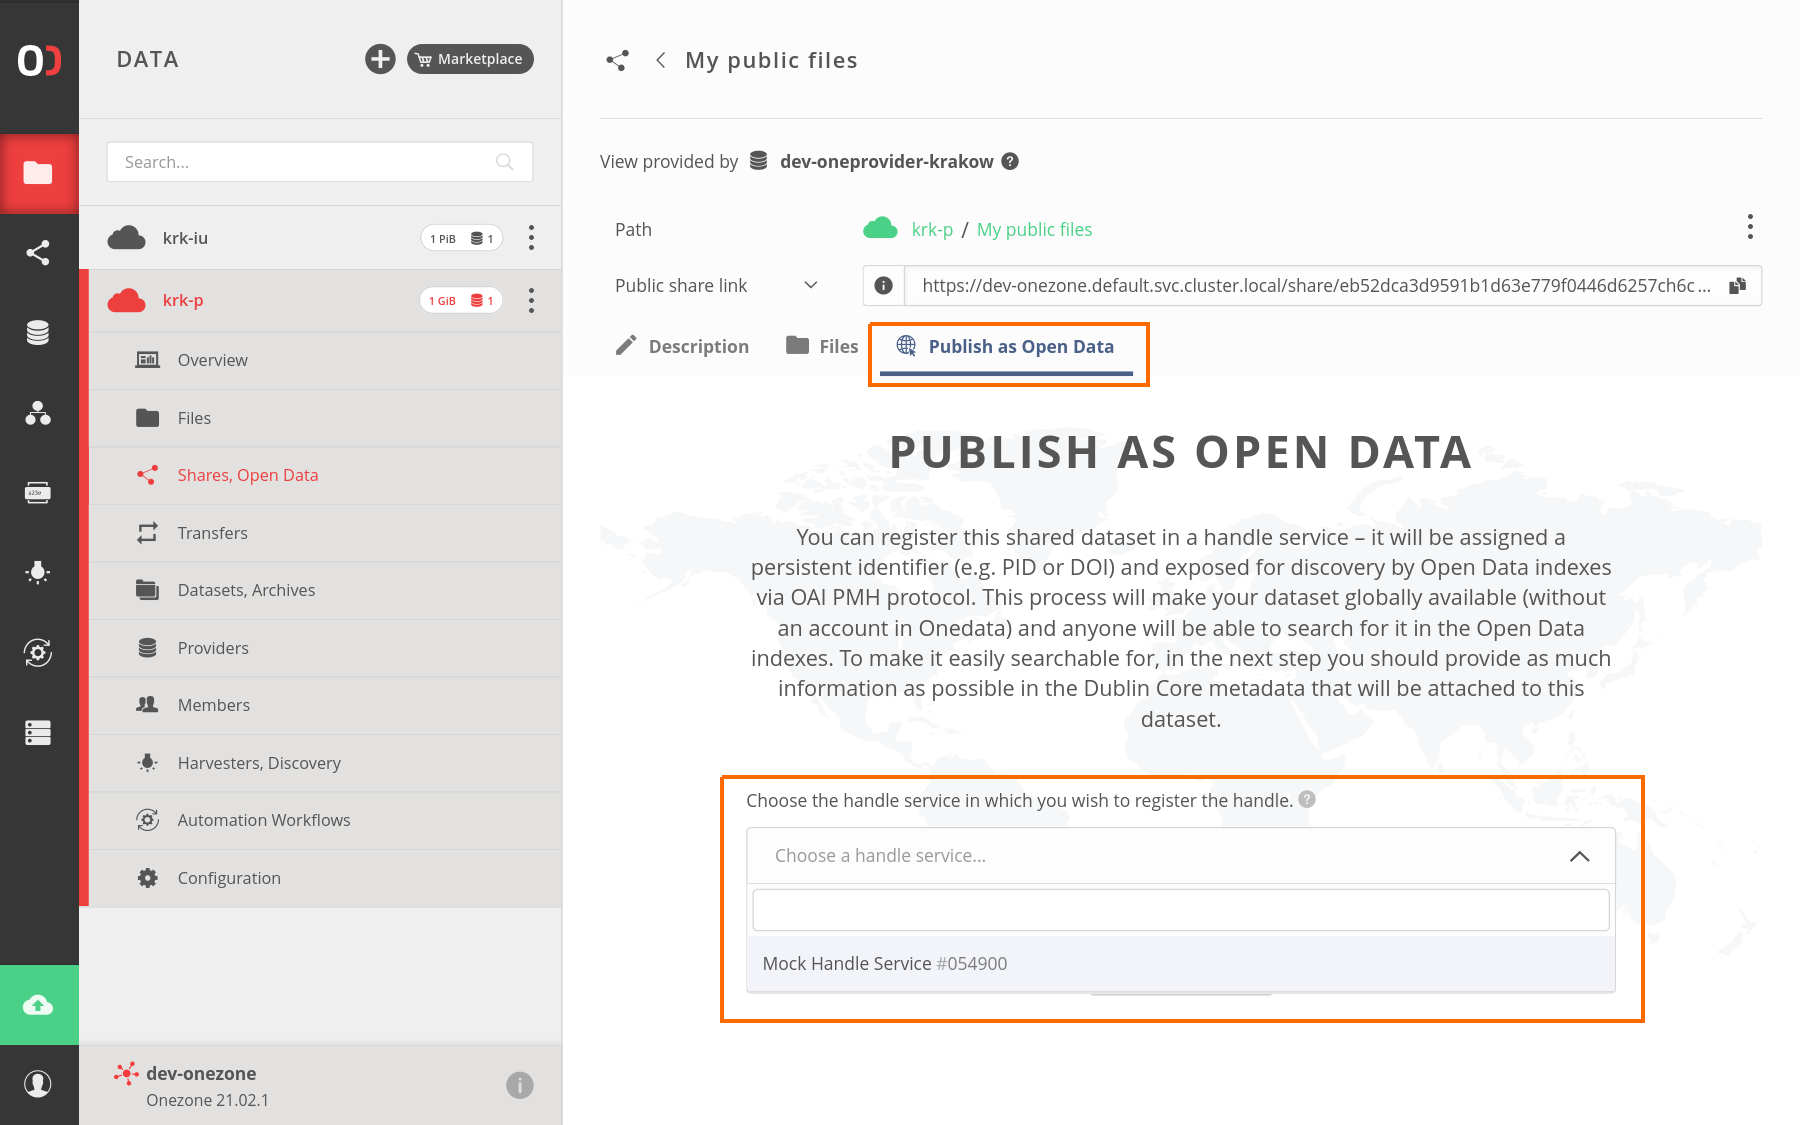 DATA
Marketplace
Search...
krk-iu
1 PiB 1
krk-p
1 GiB 1
Overview
Files
Shares, Open Data
Transfers
Datasets, Archives
Providers
Members
Harvesters, Discovery
Automation Workflows
Configuration
dev-onezone
Onezone 21.02.1
My public files
View provided by dev-oneprovider-krakow
Path
krk-p / My public files
Public share link
https://dev-onezone.default.svc.cluster.local/share/eb52dca3d9591b1d63e779f0446d6257ch6c ...
Description
Files
Publish as Open Data
PUBLISH AS OPEN DATA
You can register this shared dataset in a handle service – it will be assigned a
persistent identifier (e.g. PID or DOI) and exposed for discovery by Open Data indexes
via OAI PMH protocol. This process will make your dataset globally available (without
an account in Onedata) and anyone will be able to search for it in the Open Data
indexes. To make it easily searchable for, in the next step you should provide as much
information as possible in the Dublin Core metadata that will be attached to this
dataset.
Choose the handle service in which you wish to register the handle.
Choose a handle service...
Mock Handle Service #054900